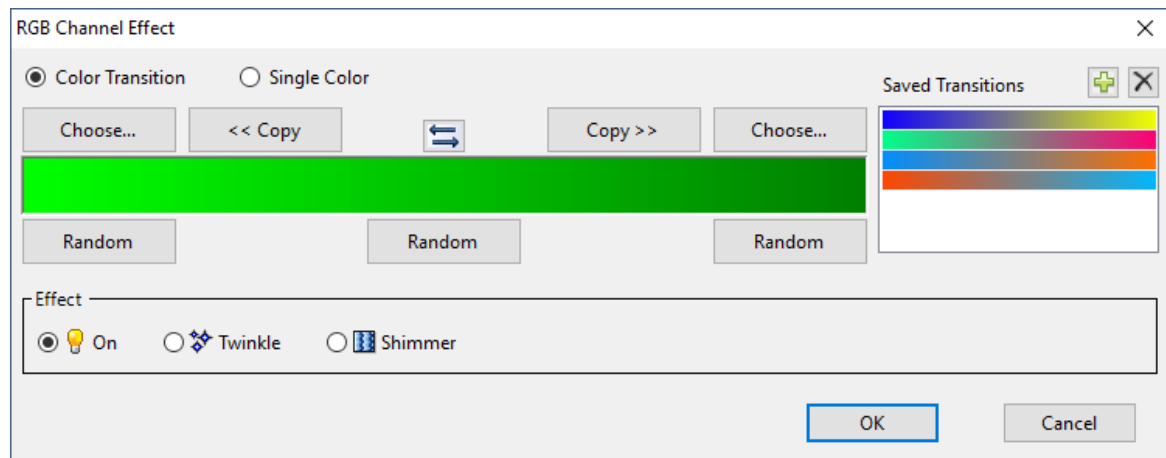 RGB Channel Effect
Color Transition Single Color
Saved Transitions
Choose... << Copy Copy >> Choose...
Random Random Random
Effect
On Twinkle Shimmer
OK Cancel